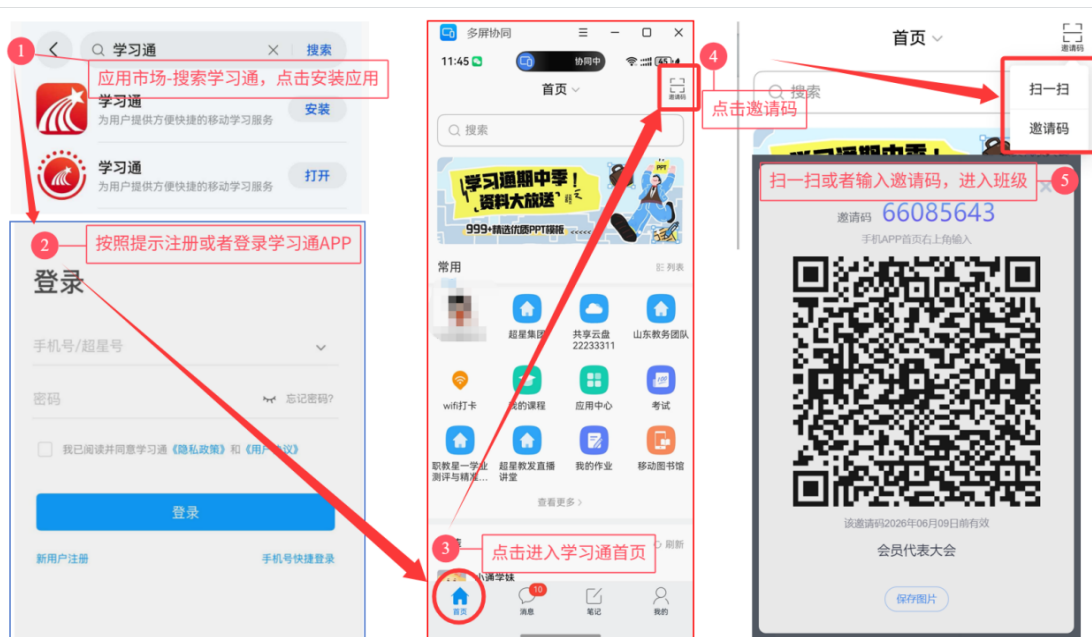 1
学习通
搜索
应用市场-搜索学习通，点击安装应用
学习通
为用户提供方便快捷的移动学习服务
安装
学习通
为用户提供方便快捷的移动学习服务
打开
2
按照提示注册或者登录学习通APP
登录
手机号/超星号
密码
忘记密码?
我已阅读并同意学习通《隐私政策》和《用户协议》
登录
新用户注册
手机号快捷登录
多屏协同
11:45
协同中
45
首页
邀请码
搜索
学习通期中季！
资料大放送
999+精选优质PPT模板
PPT
常用
列表
超星集团
共享云盘
22233311
山东教务团队
wifi打卡
我的课程
应用中心
考试
职教星一学业
测评与精准...
超星教发直播
讲堂
我的作业
移动图书馆
查看更多
3
点击进入学习通首页
刷新
小通学妹
首页
10
消息
笔记
我的
4
点击邀请码
首页
邀请码
搜索
扫一扫
邀请码
学习通期中季！
扫一扫或者输入邀请码，进入班级
5
邀请码 66085643
手机APP首页右上角输入
该邀请码2026年06月09日前有效
会员代表大会
保存图片